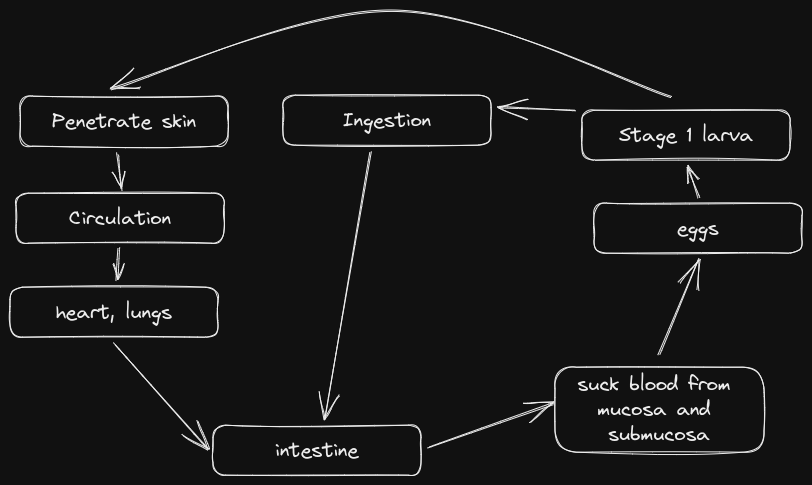 Penetrate skin
Ingestion
Stage 1 larva
Circulation
eggs
heart, lungs
suck blood from
mucosa and
submucosa
intestine